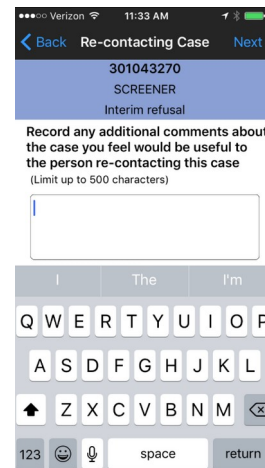 Verizon 11:33 AM
Back Re-contacting Case Next
301043270
SCREENER
Interim refusal
Record any additional comments about
the case you feel would be useful to
the person re-contacting this case
(Limit up to 500 characters)
I The I'm
Q W E R T Y U I O P
A S D F G H J K L
Z X C V B N M
123 space return